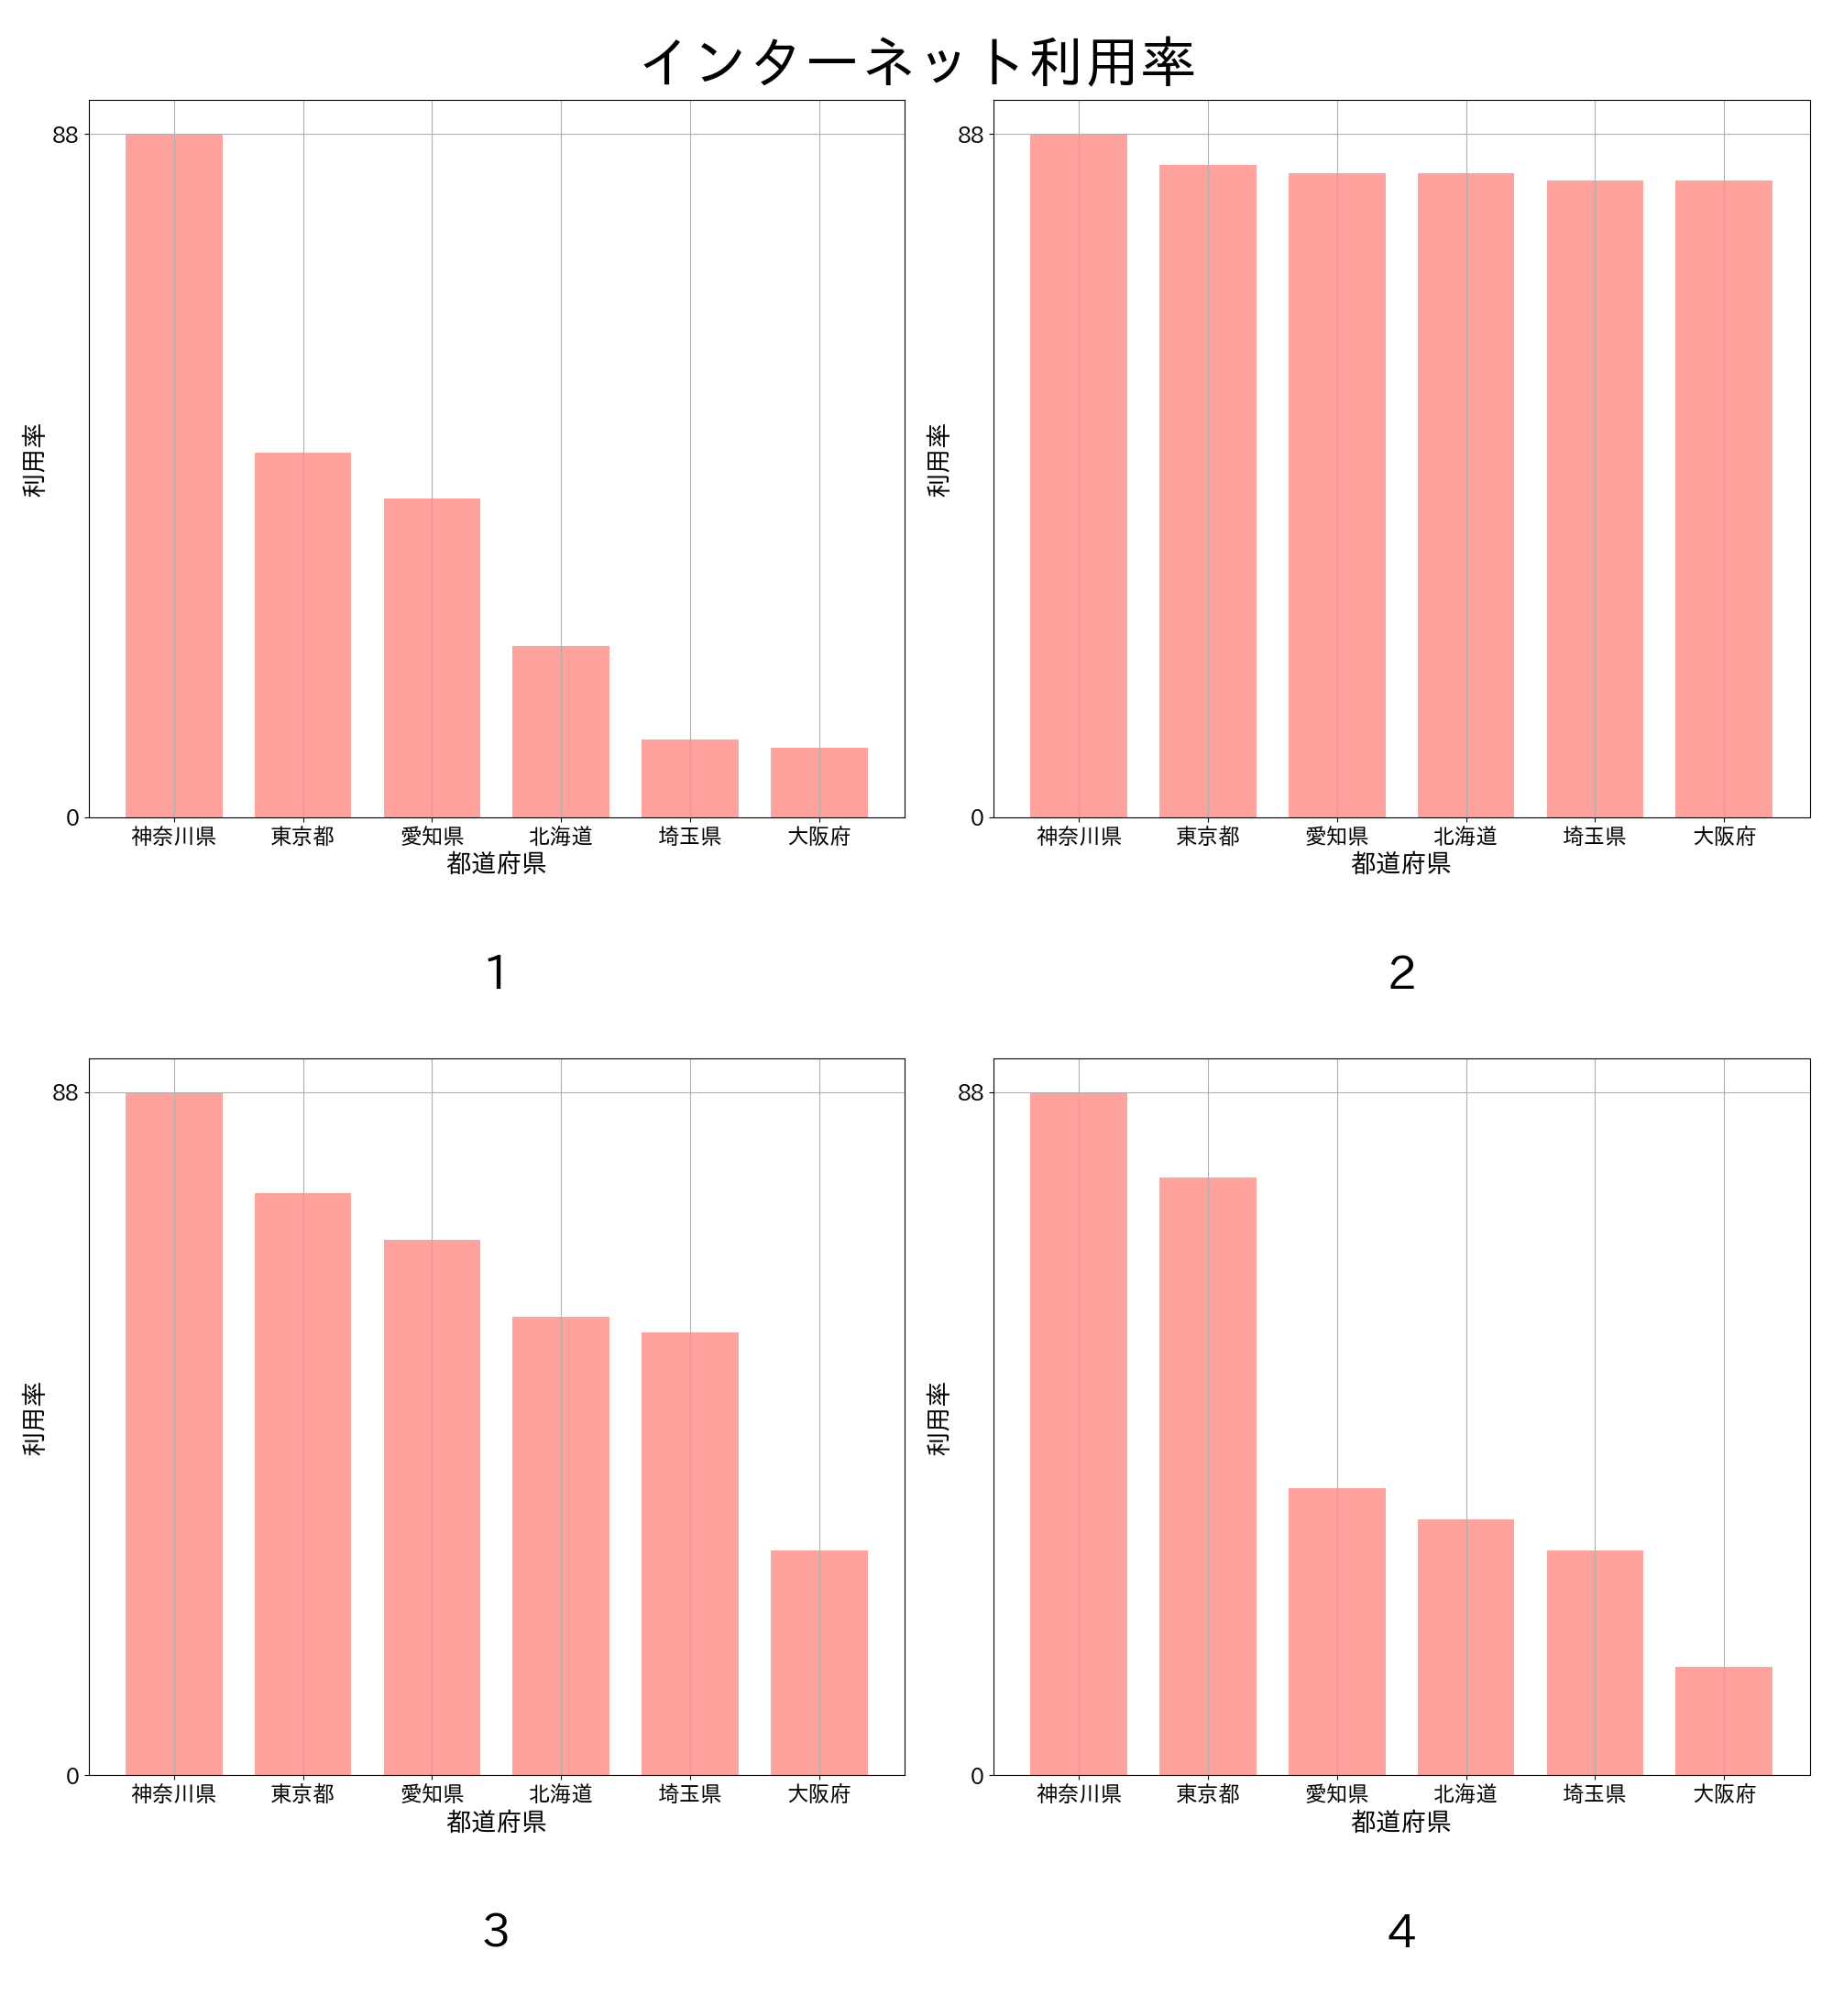 インターネット利用率
88
0
利用率
神奈川県 東京都 愛知県 北海道 埼玉県 大阪府
都道府県
1
88
0
利用率
神奈川県 東京都 愛知県 北海道 埼玉県 大阪府
都道府県
2
88
0
利用率
神奈川県 東京都 愛知県 北海道 埼玉県 大阪府
都道府県
3
88
0
利用率
神奈川県 東京都 愛知県 北海道 埼玉県 大阪府
都道府県
4